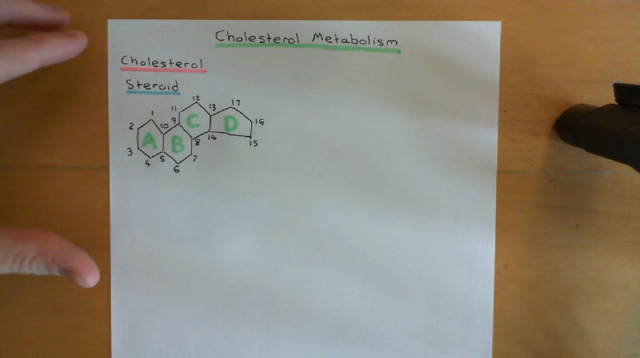 Cholesterol Metabolism
Cholesterol
Steroid
12
11 13 17
1 9 C D 16
2 10
A B 8 14 15
3 5 7
4 6